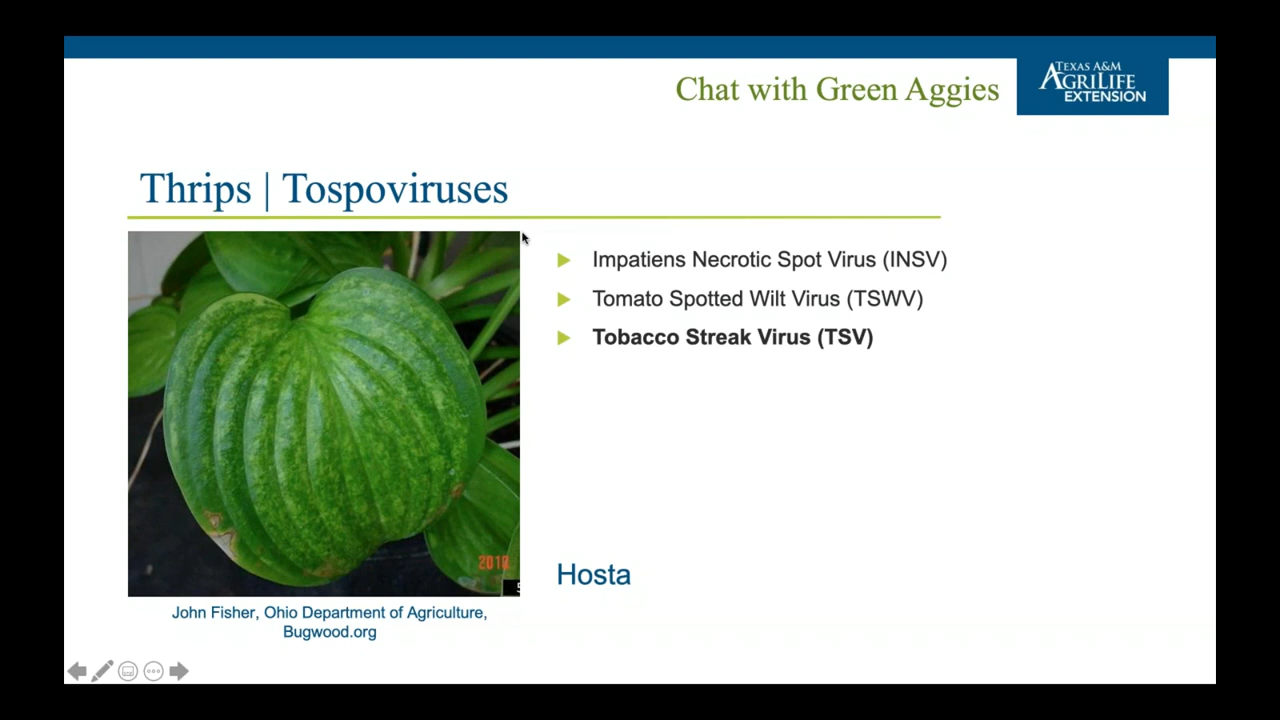 Chat with Green Aggies
TEXAS A&M
AGRILIFE
EXTENSION
Thrips | Tospoviruses
Impatiens Necrotic Spot Virus (INSV)
Tomato Spotted Wilt Virus (TSWV)
Tobacco Streak Virus (TSV)
2010
Hosta
John Fisher, Ohio Department of Agriculture,
Bugwood.org